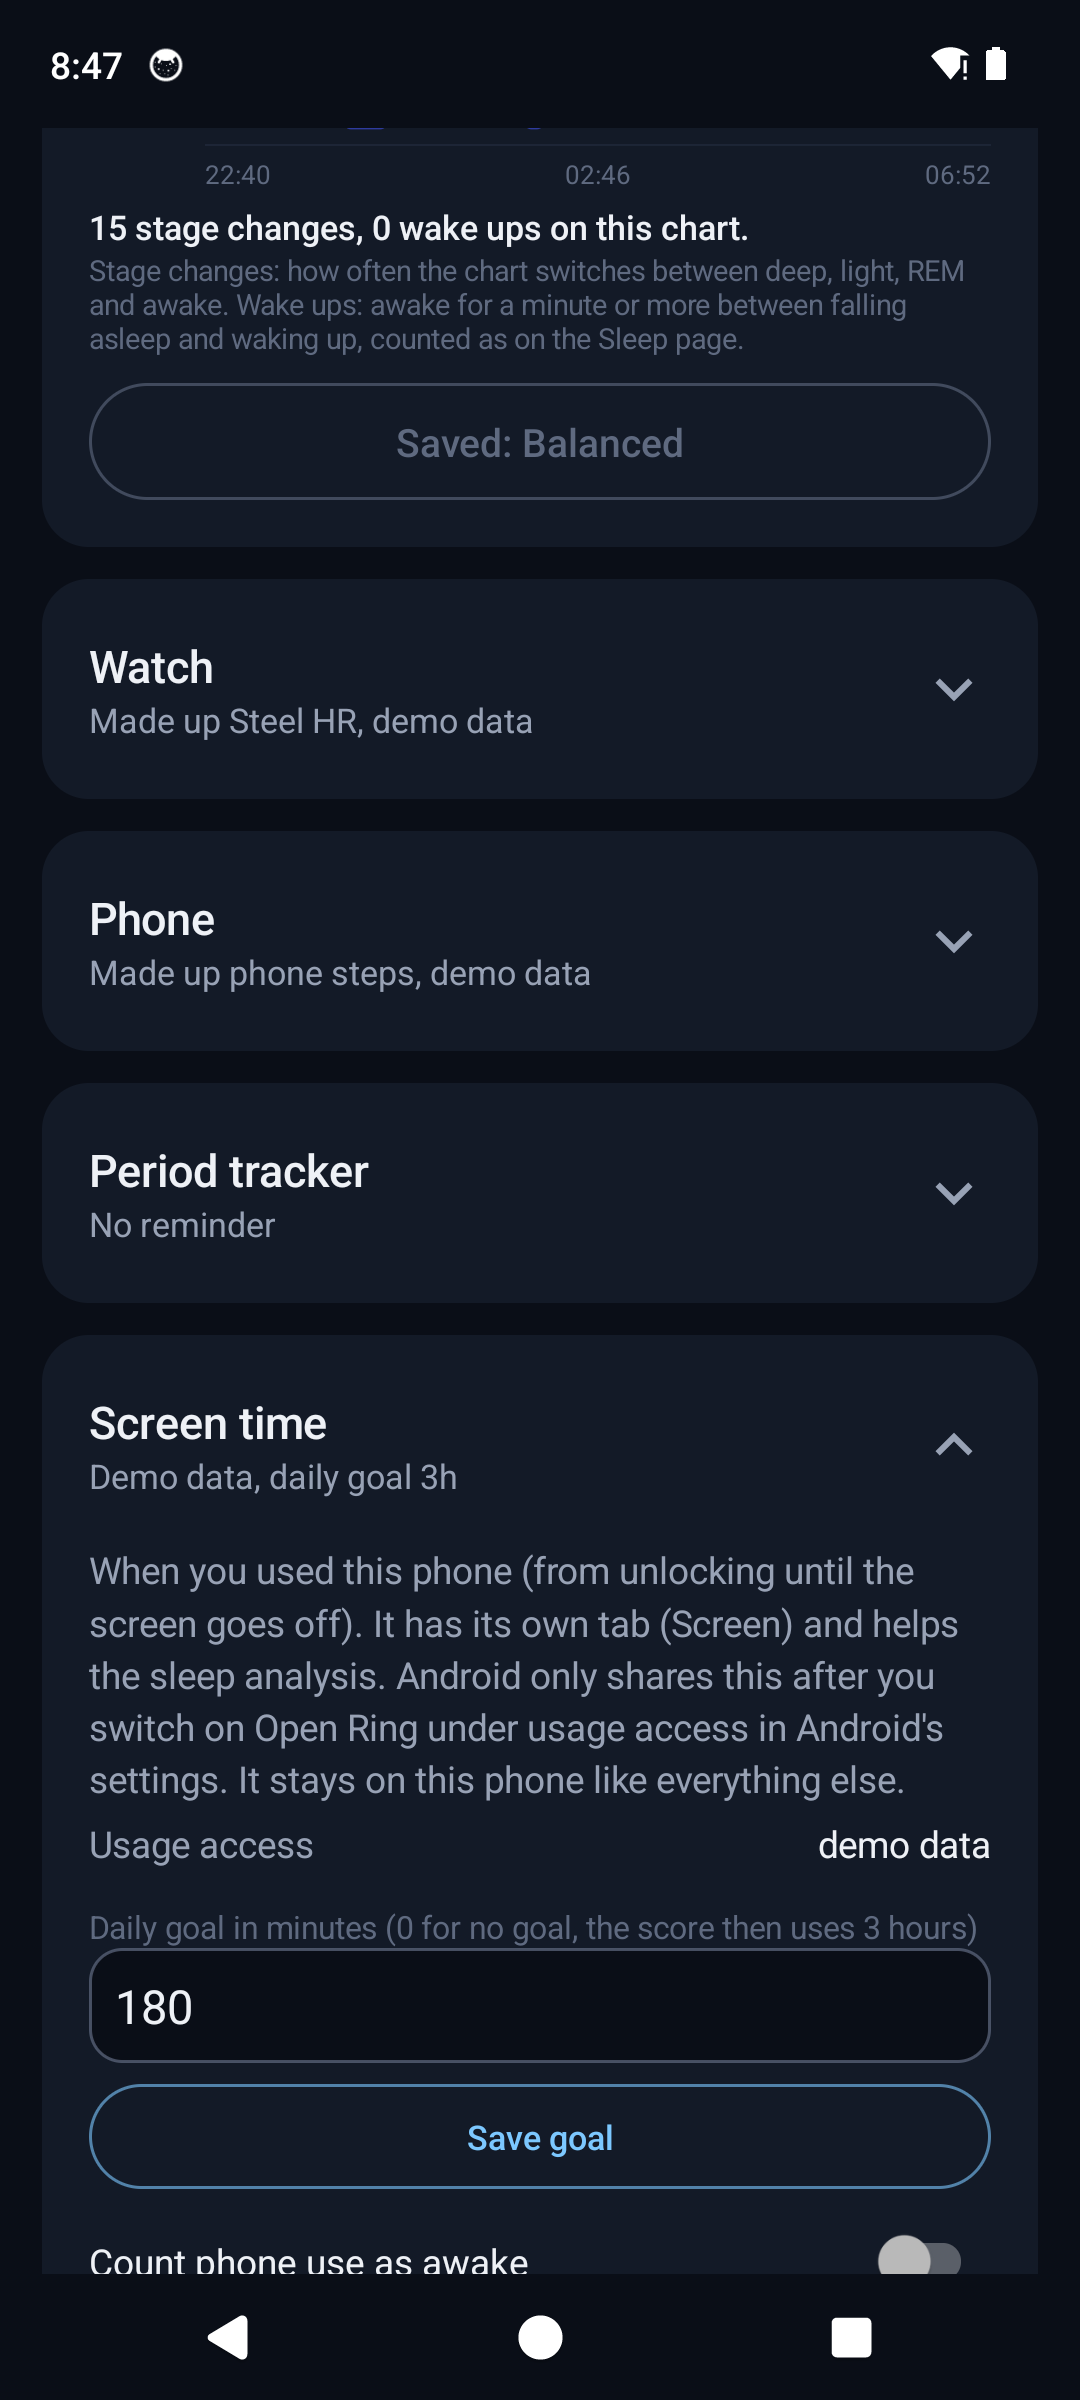 8:47
22:40 02:46 06:52
15 stage changes, 0 wake ups on this chart.
Stage changes: how often the chart switches between deep, light, REM
and awake. Wake ups: awake for a minute or more between falling
asleep and waking up, counted as on the Sleep page.
Saved: Balanced
Watch
Made up Steel HR, demo data
Phone
Made up phone steps, demo data
Period tracker
No reminder
Screen time
Demo data, daily goal 3h
When you used this phone (from unlocking until the
screen goes off). It has its own tab (Screen) and helps
the sleep analysis. Android only shares this after you
switch on Open Ring under usage access in Android's
settings. It stays on this phone like everything else.
Usage access demo data
Daily goal in minutes (0 for no goal, the score then uses 3 hours)
180
Save goal
Count phone use as awake